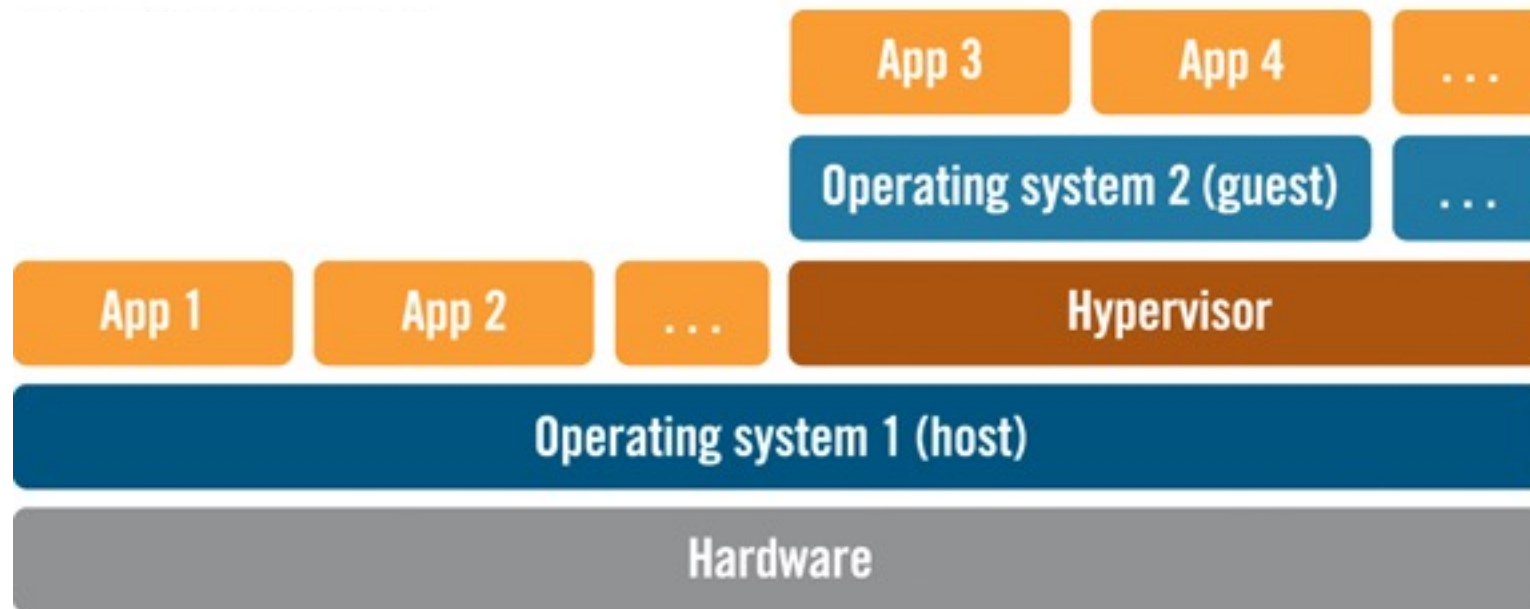 App 3 App 4 ...
Operating system 2 (guest) ...
App 1 App 2 ... Hypervisor
Operating system 1 (host)
Hardware